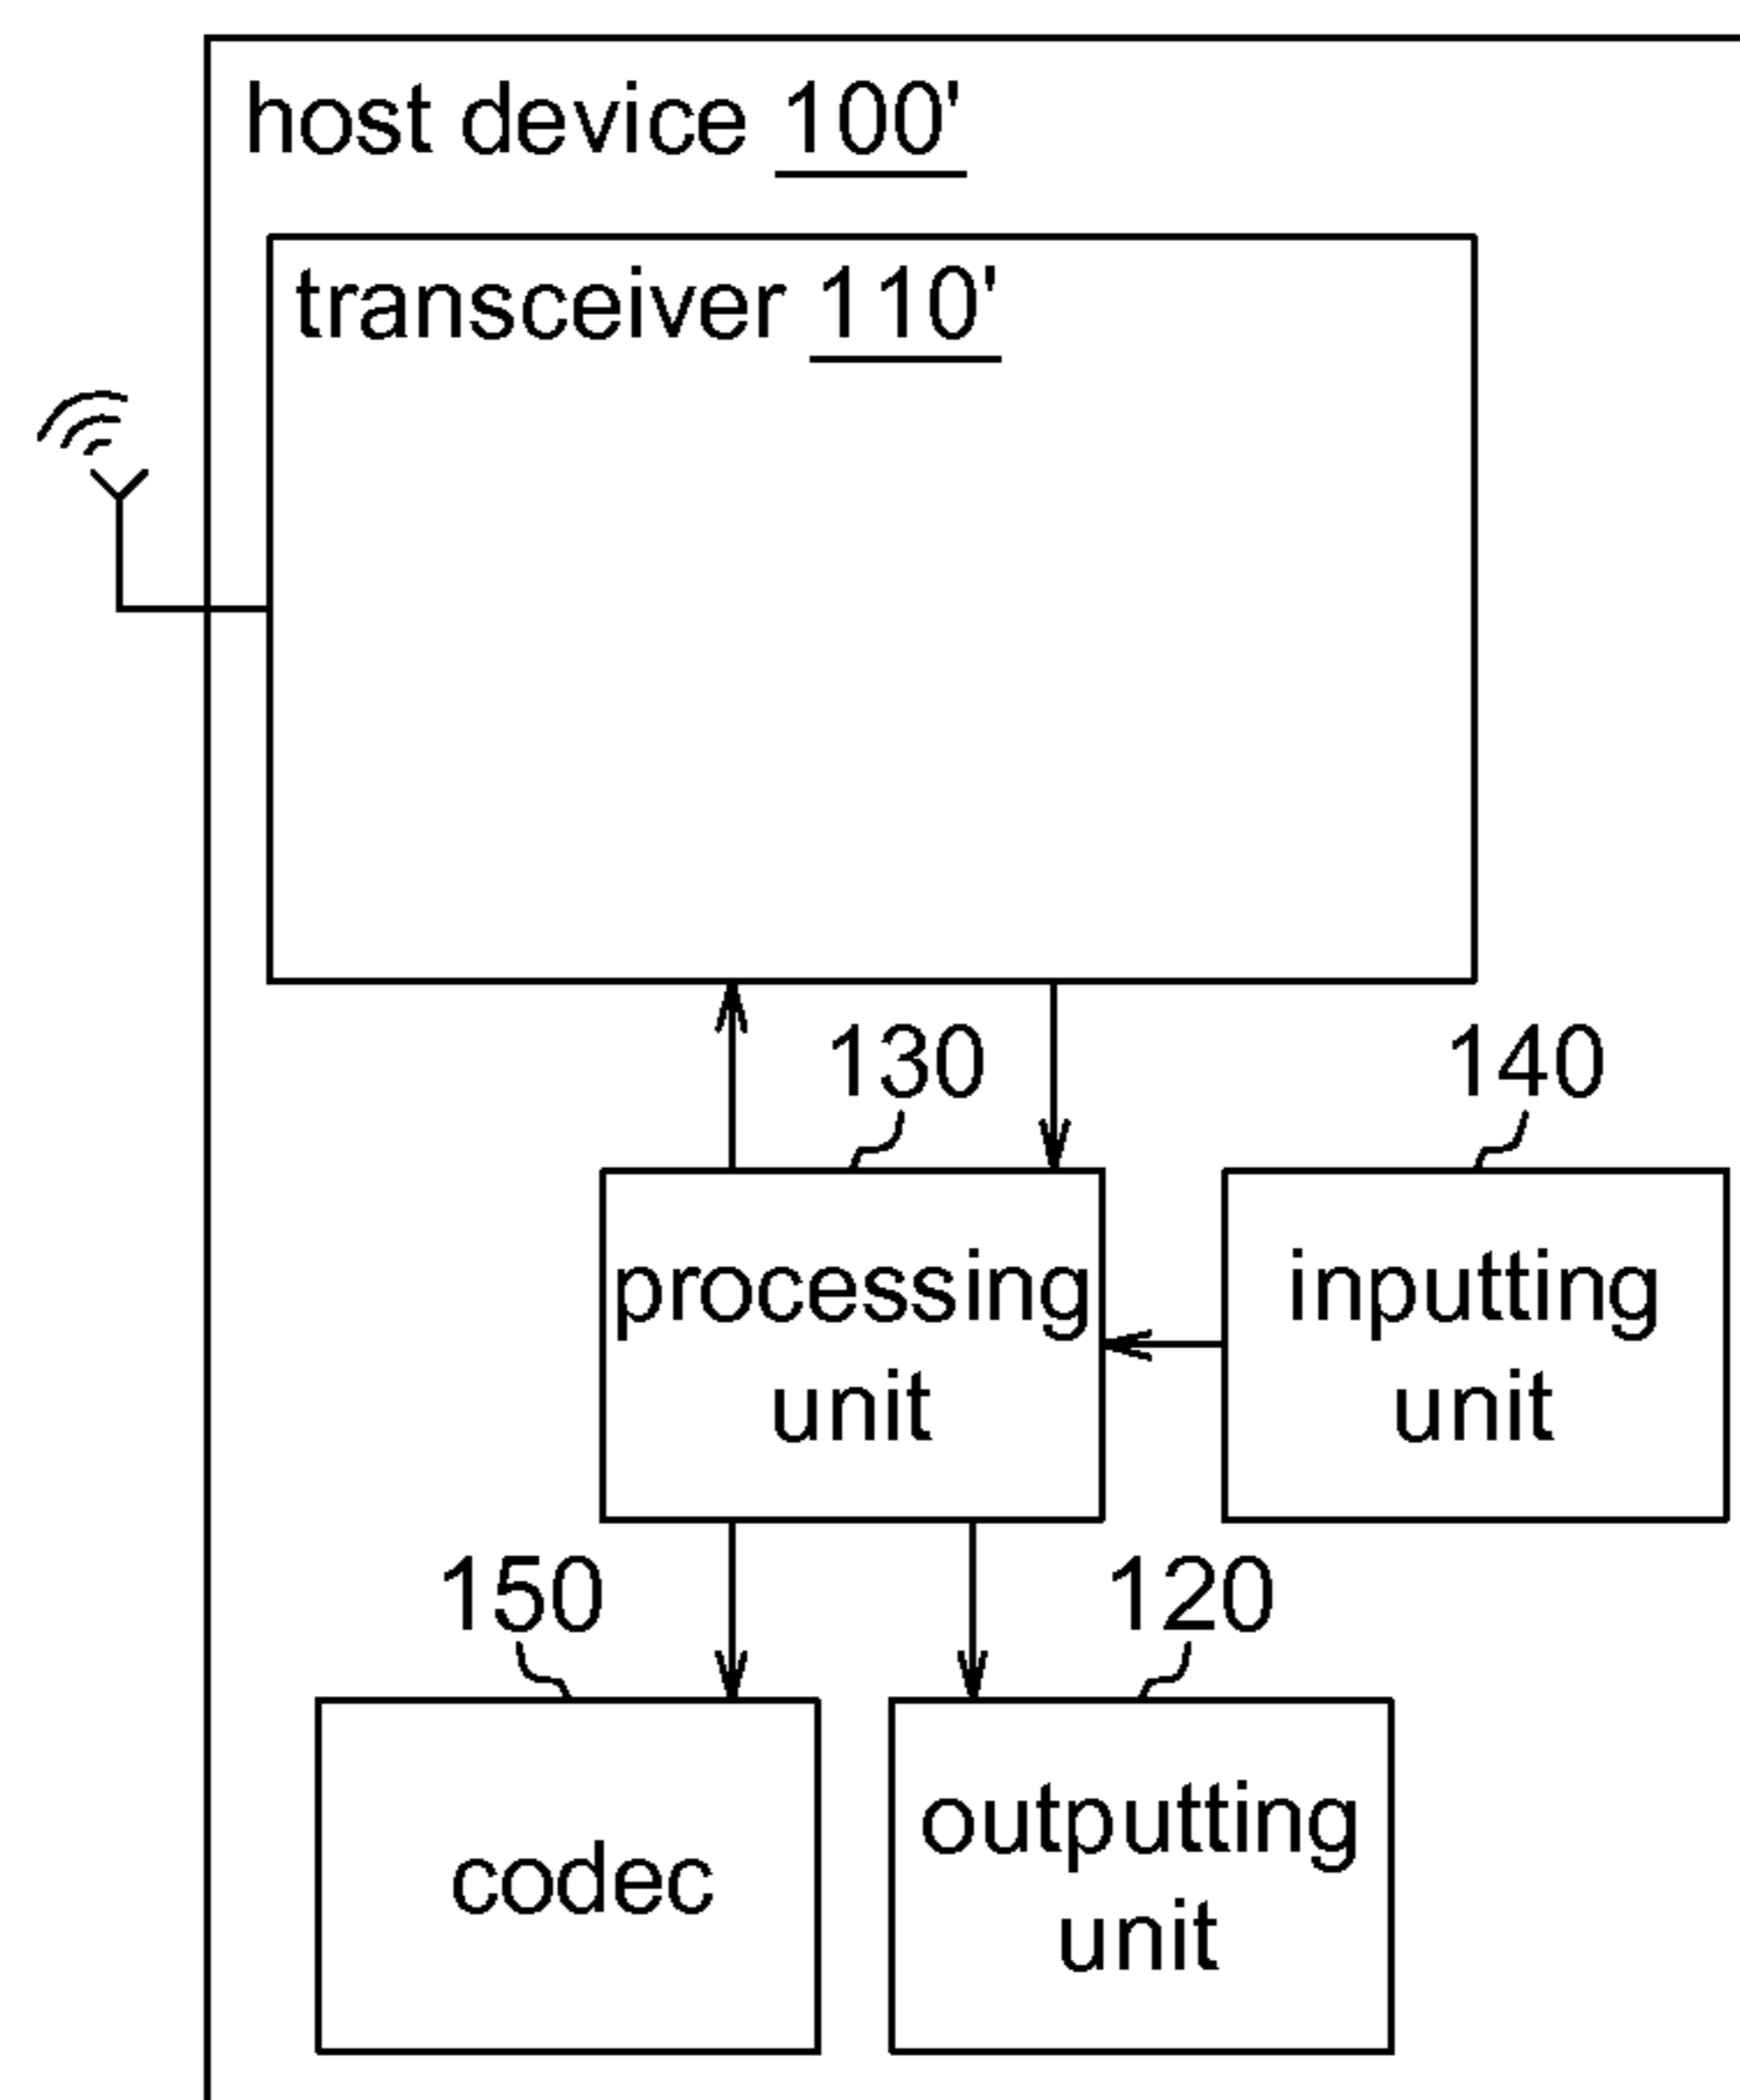 host device 100'
transceiver 110'
130
140
processing
unit
inputting
unit
150
120
codec
outputting
unit